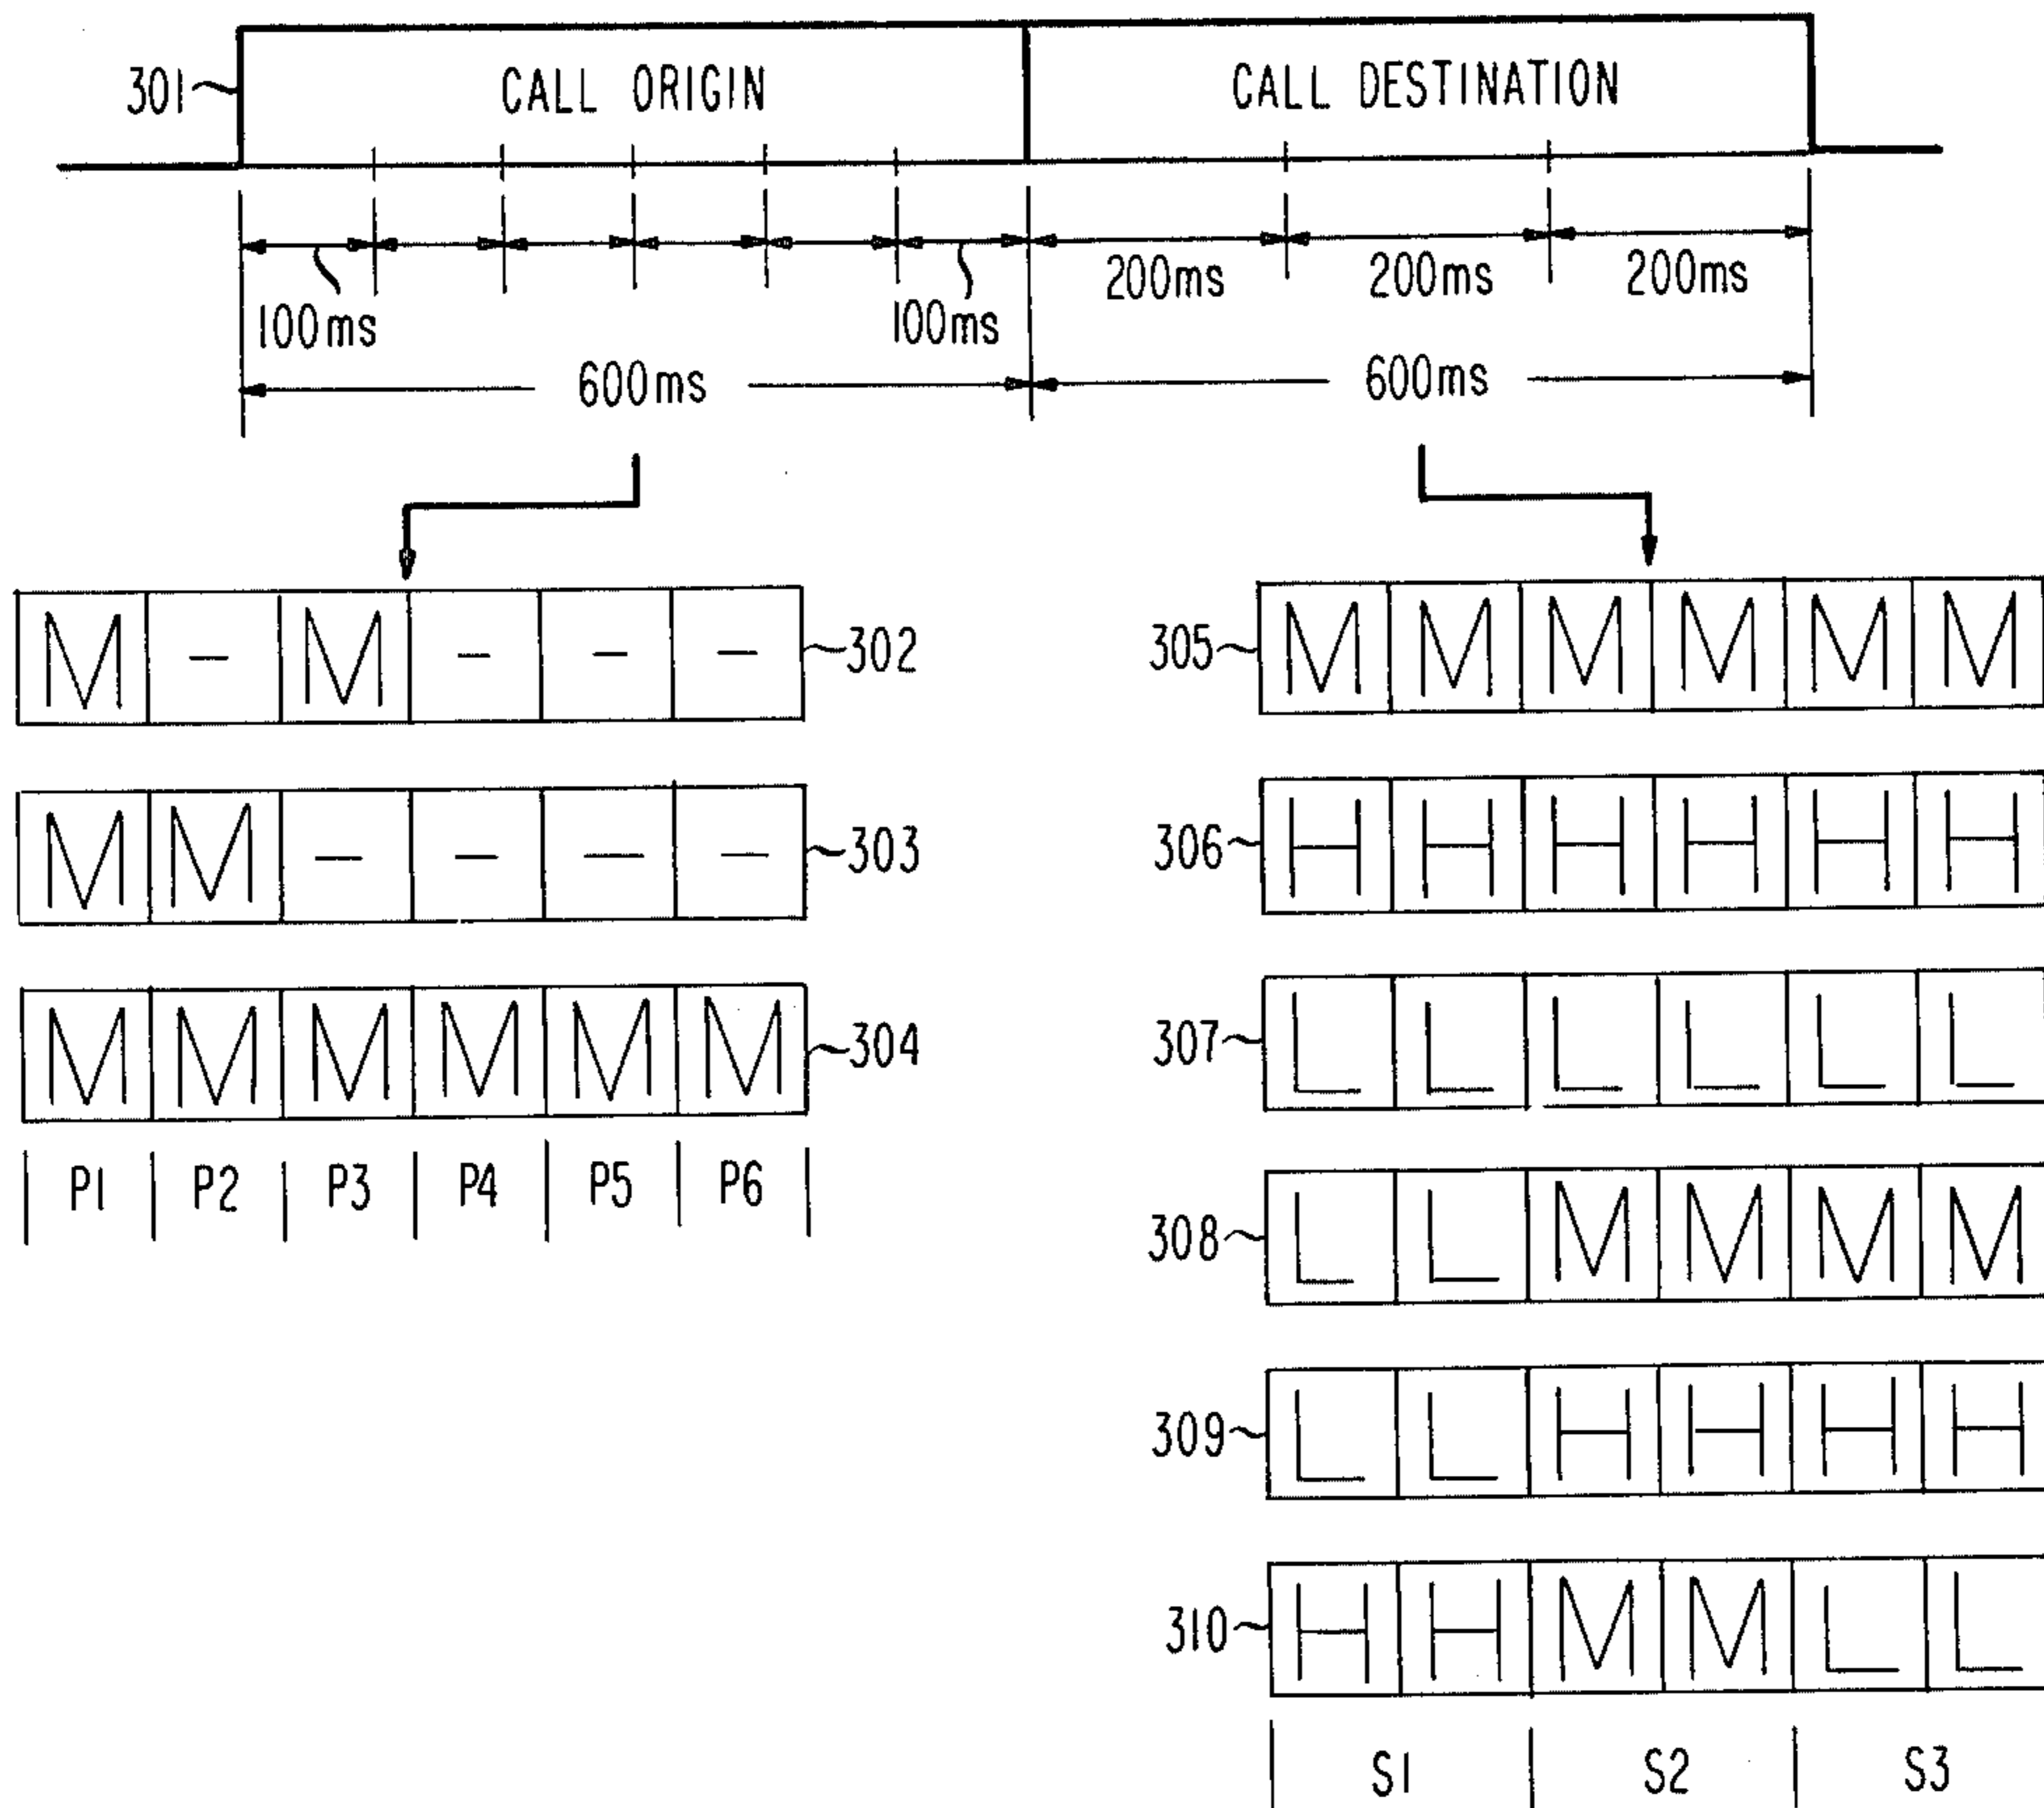 301 CALL ORIGIN CALL DESTINATION
100ms 100ms 200ms 200ms 200ms
600ms 600ms
M - M - - - 302
M M - - - - 303
M M M M M M 304
P1 P2 P3 P4 P5 P6
305 M M M M M M
306 H H H H H H
307 L L L L L L
308 L L M M M M
309 L L H H H H
310 H H M M L L
S1 S2 S3